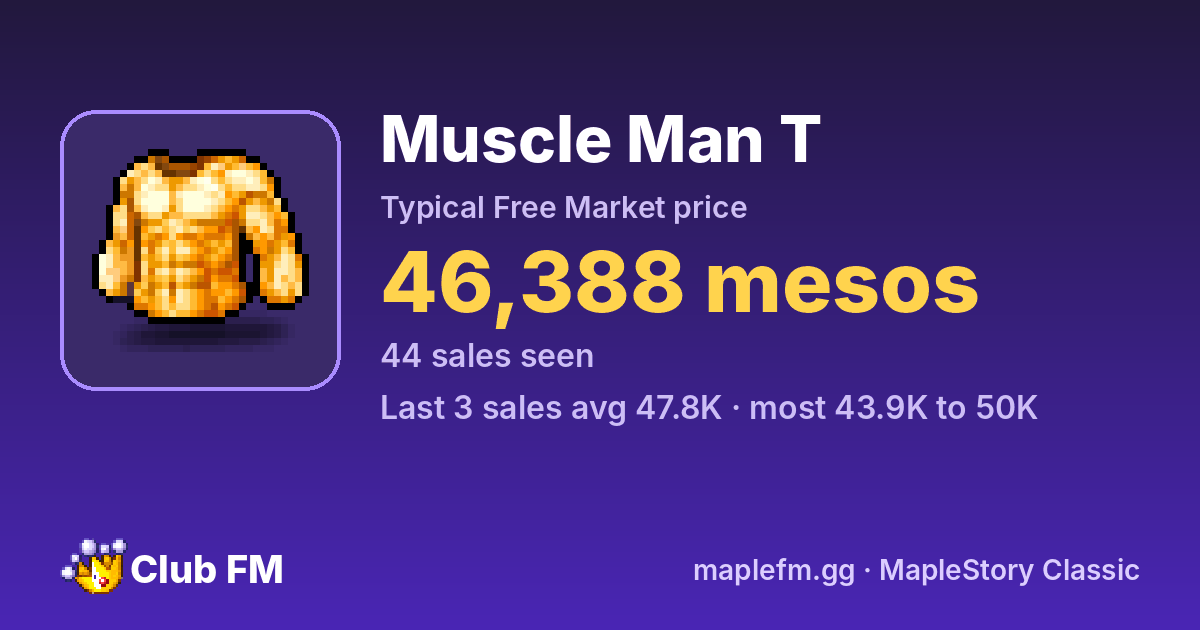 Muscle Man T
Typical Free Market price
46,388 mesos
44 sales seen
Last 3 sales avg 47.8K · most 43.9K to 50K
Club FM
maplefm.gg · MapleStory Classic